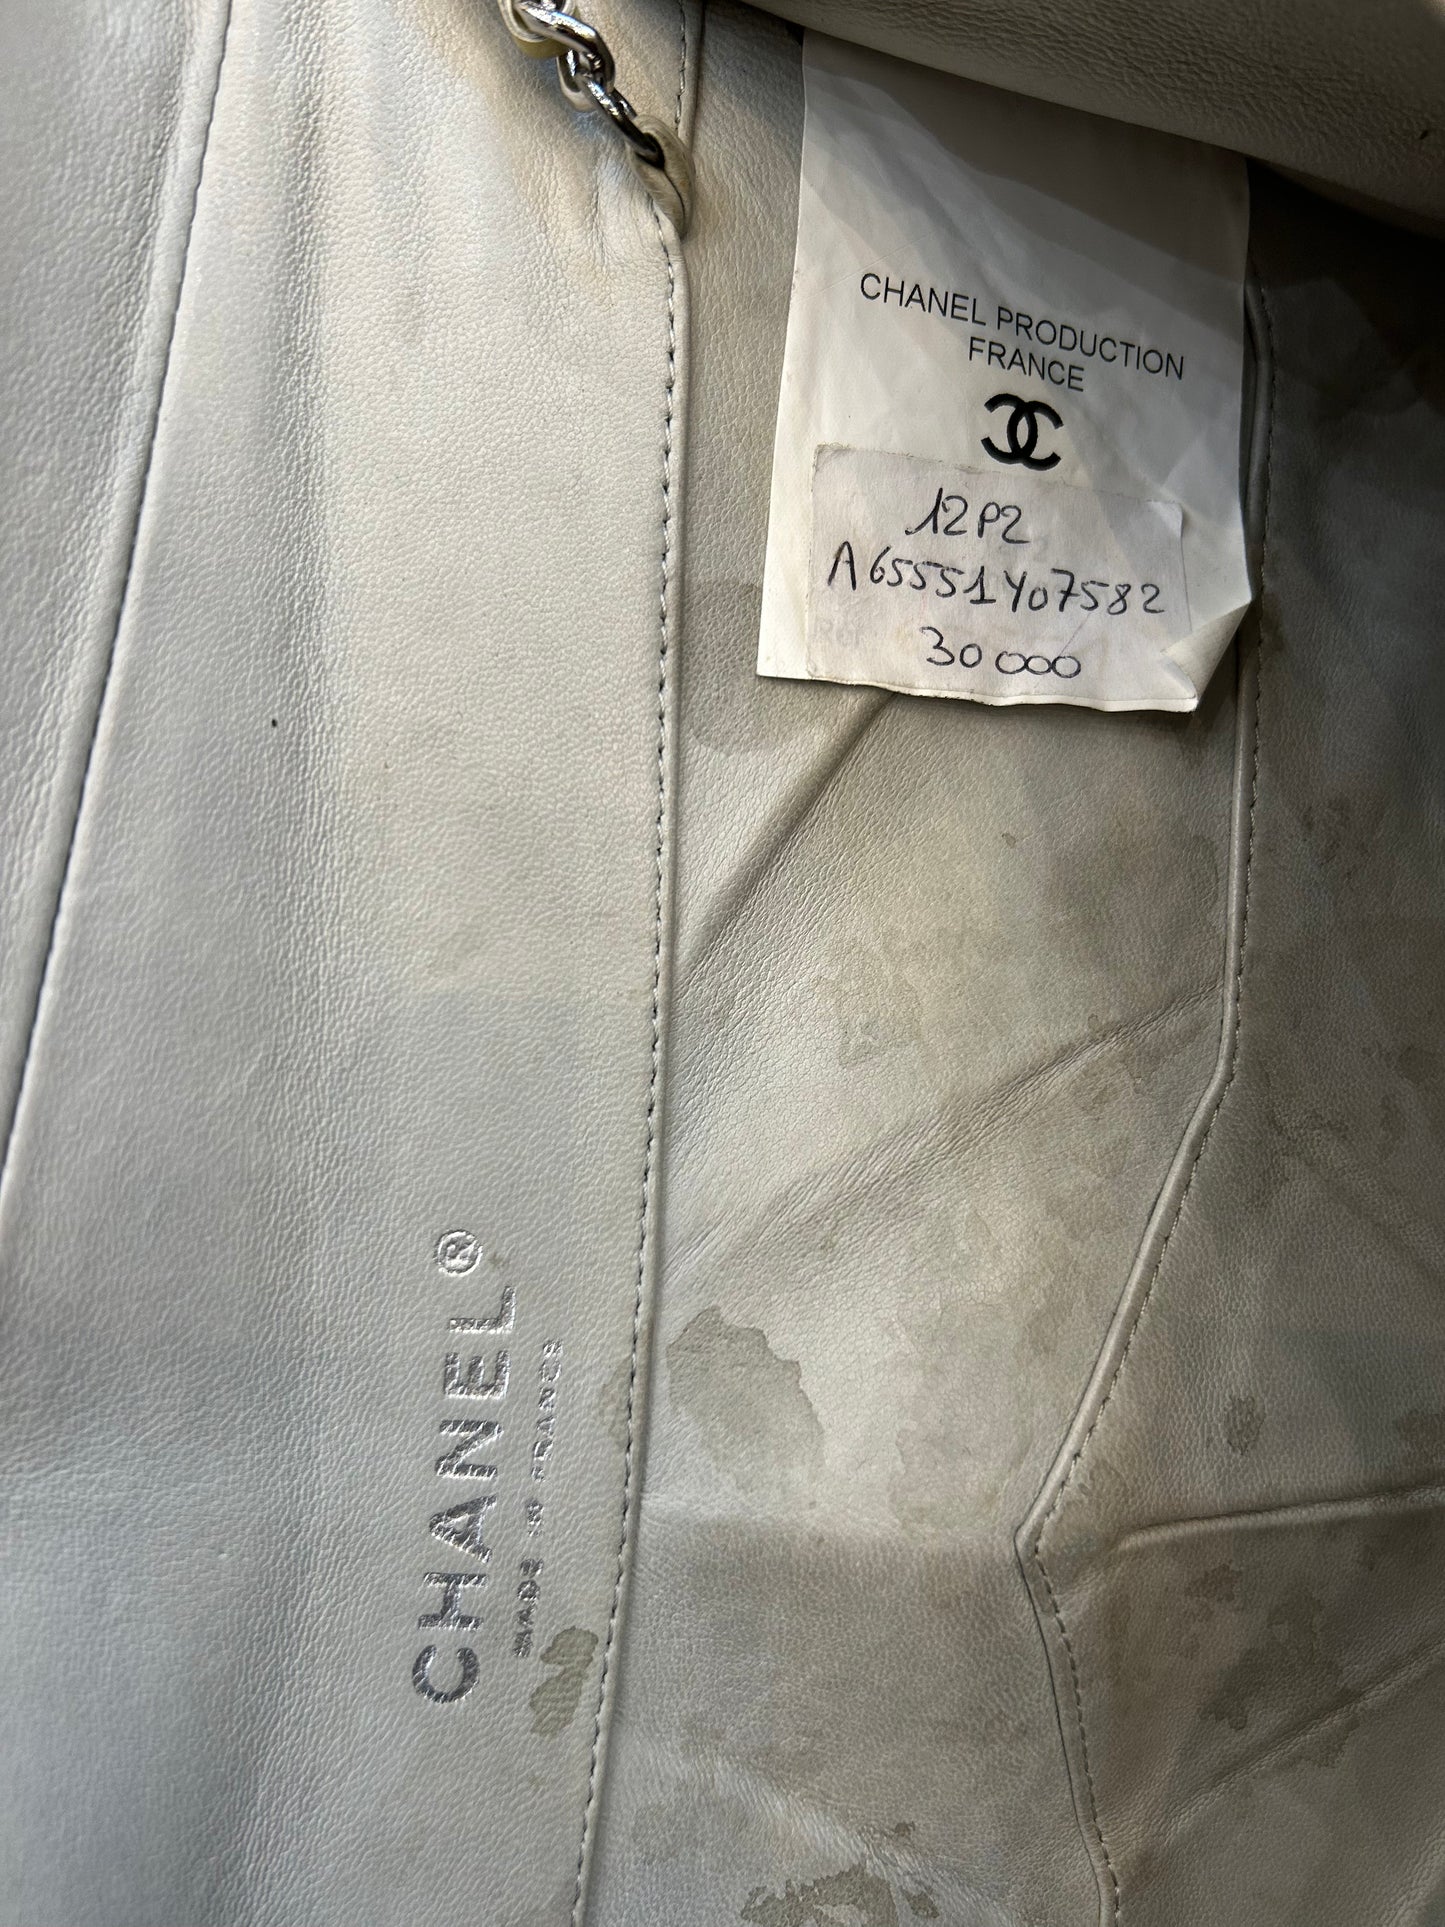 CHANEL PRODUCTION
FRANCE
12P2
A65551Y07582
30000
CHANEL®
MADE IN FRANCE